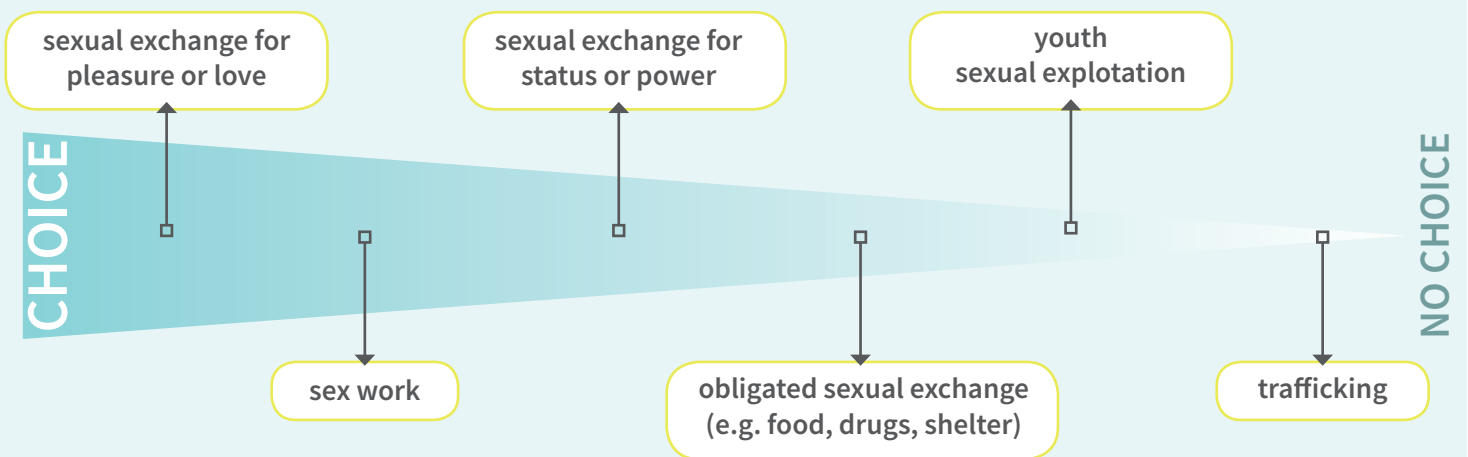 sexual exchange for
pleasure or love
sexual exchange for
status or power
youth
sexual explotation
CHOICE
NO CHOICE
sex work
obligated sexual exchange
(e.g. food, drugs, shelter)
trafficking